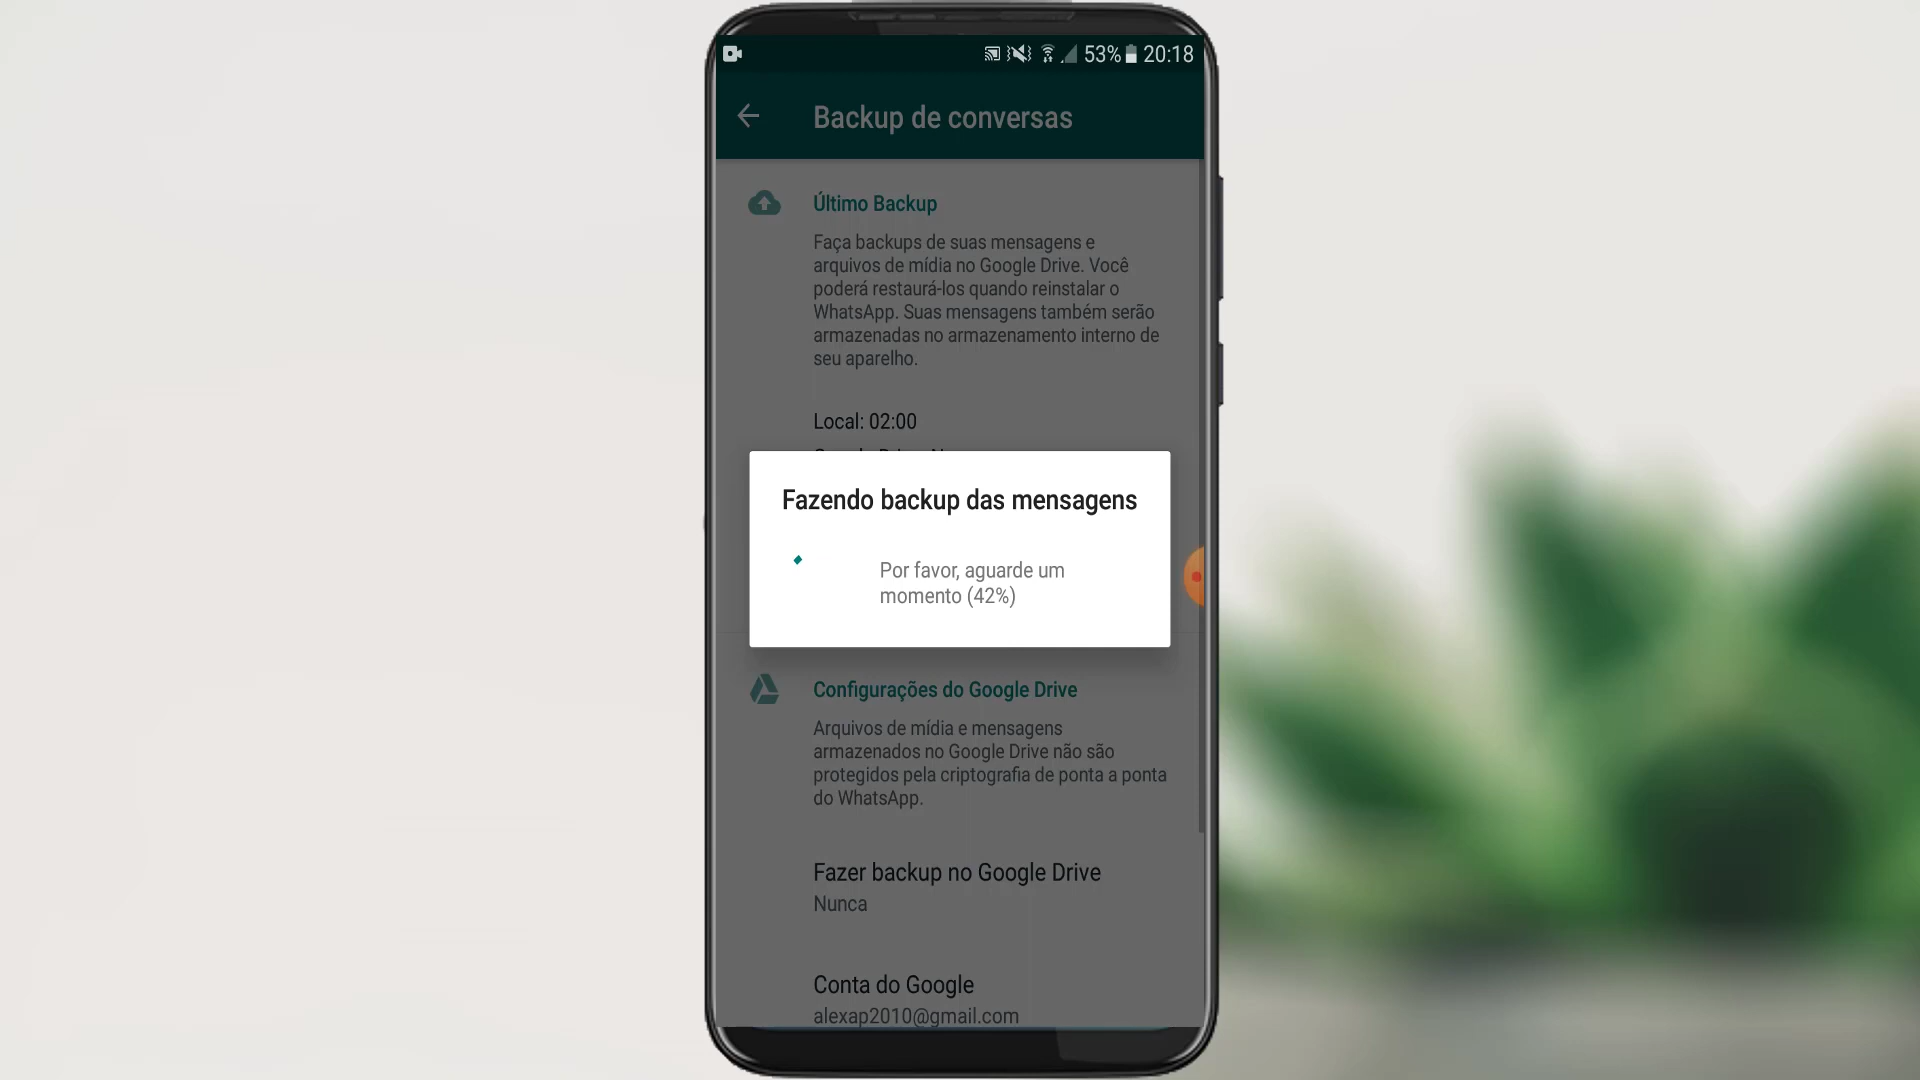 53% 20:18
Backup de conversas
Último Backup
Faça backups de suas mensagens e
arquivos de mídia no Google Drive. Você
poderá restaurá-los quando reinstalar o
WhatsApp. Suas mensagens também serão
armazenadas no armazenamento interno de
seu aparelho.
Local: 02:00
Fazendo backup das mensagens
Por favor, aguarde um
momento (42%)
Configurações do Google Drive
Arquivos de mídia e mensagens
armazenados no Google Drive não são
protegidos pela criptografia de ponta a ponta
do WhatsApp.
Fazer backup no Google Drive
Nunca
Conta do Google
alexap2010@gmail.com